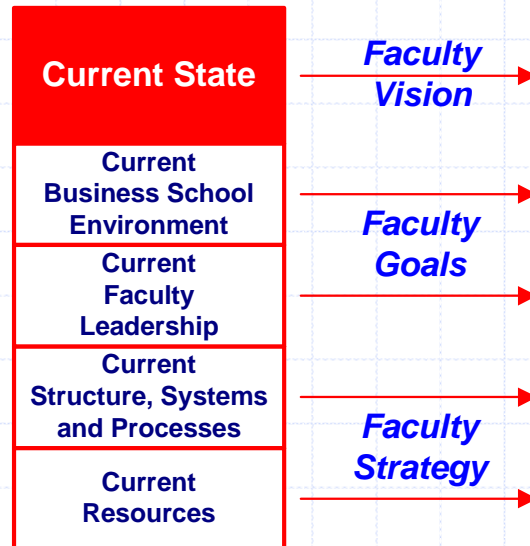 Current State
Faculty
Vision
Current
Business School
Environment
Faculty
Goals
Current
Faculty
Leadership
Current
Structure, Systems
and Processes
Faculty
Strategy
Current
Resources